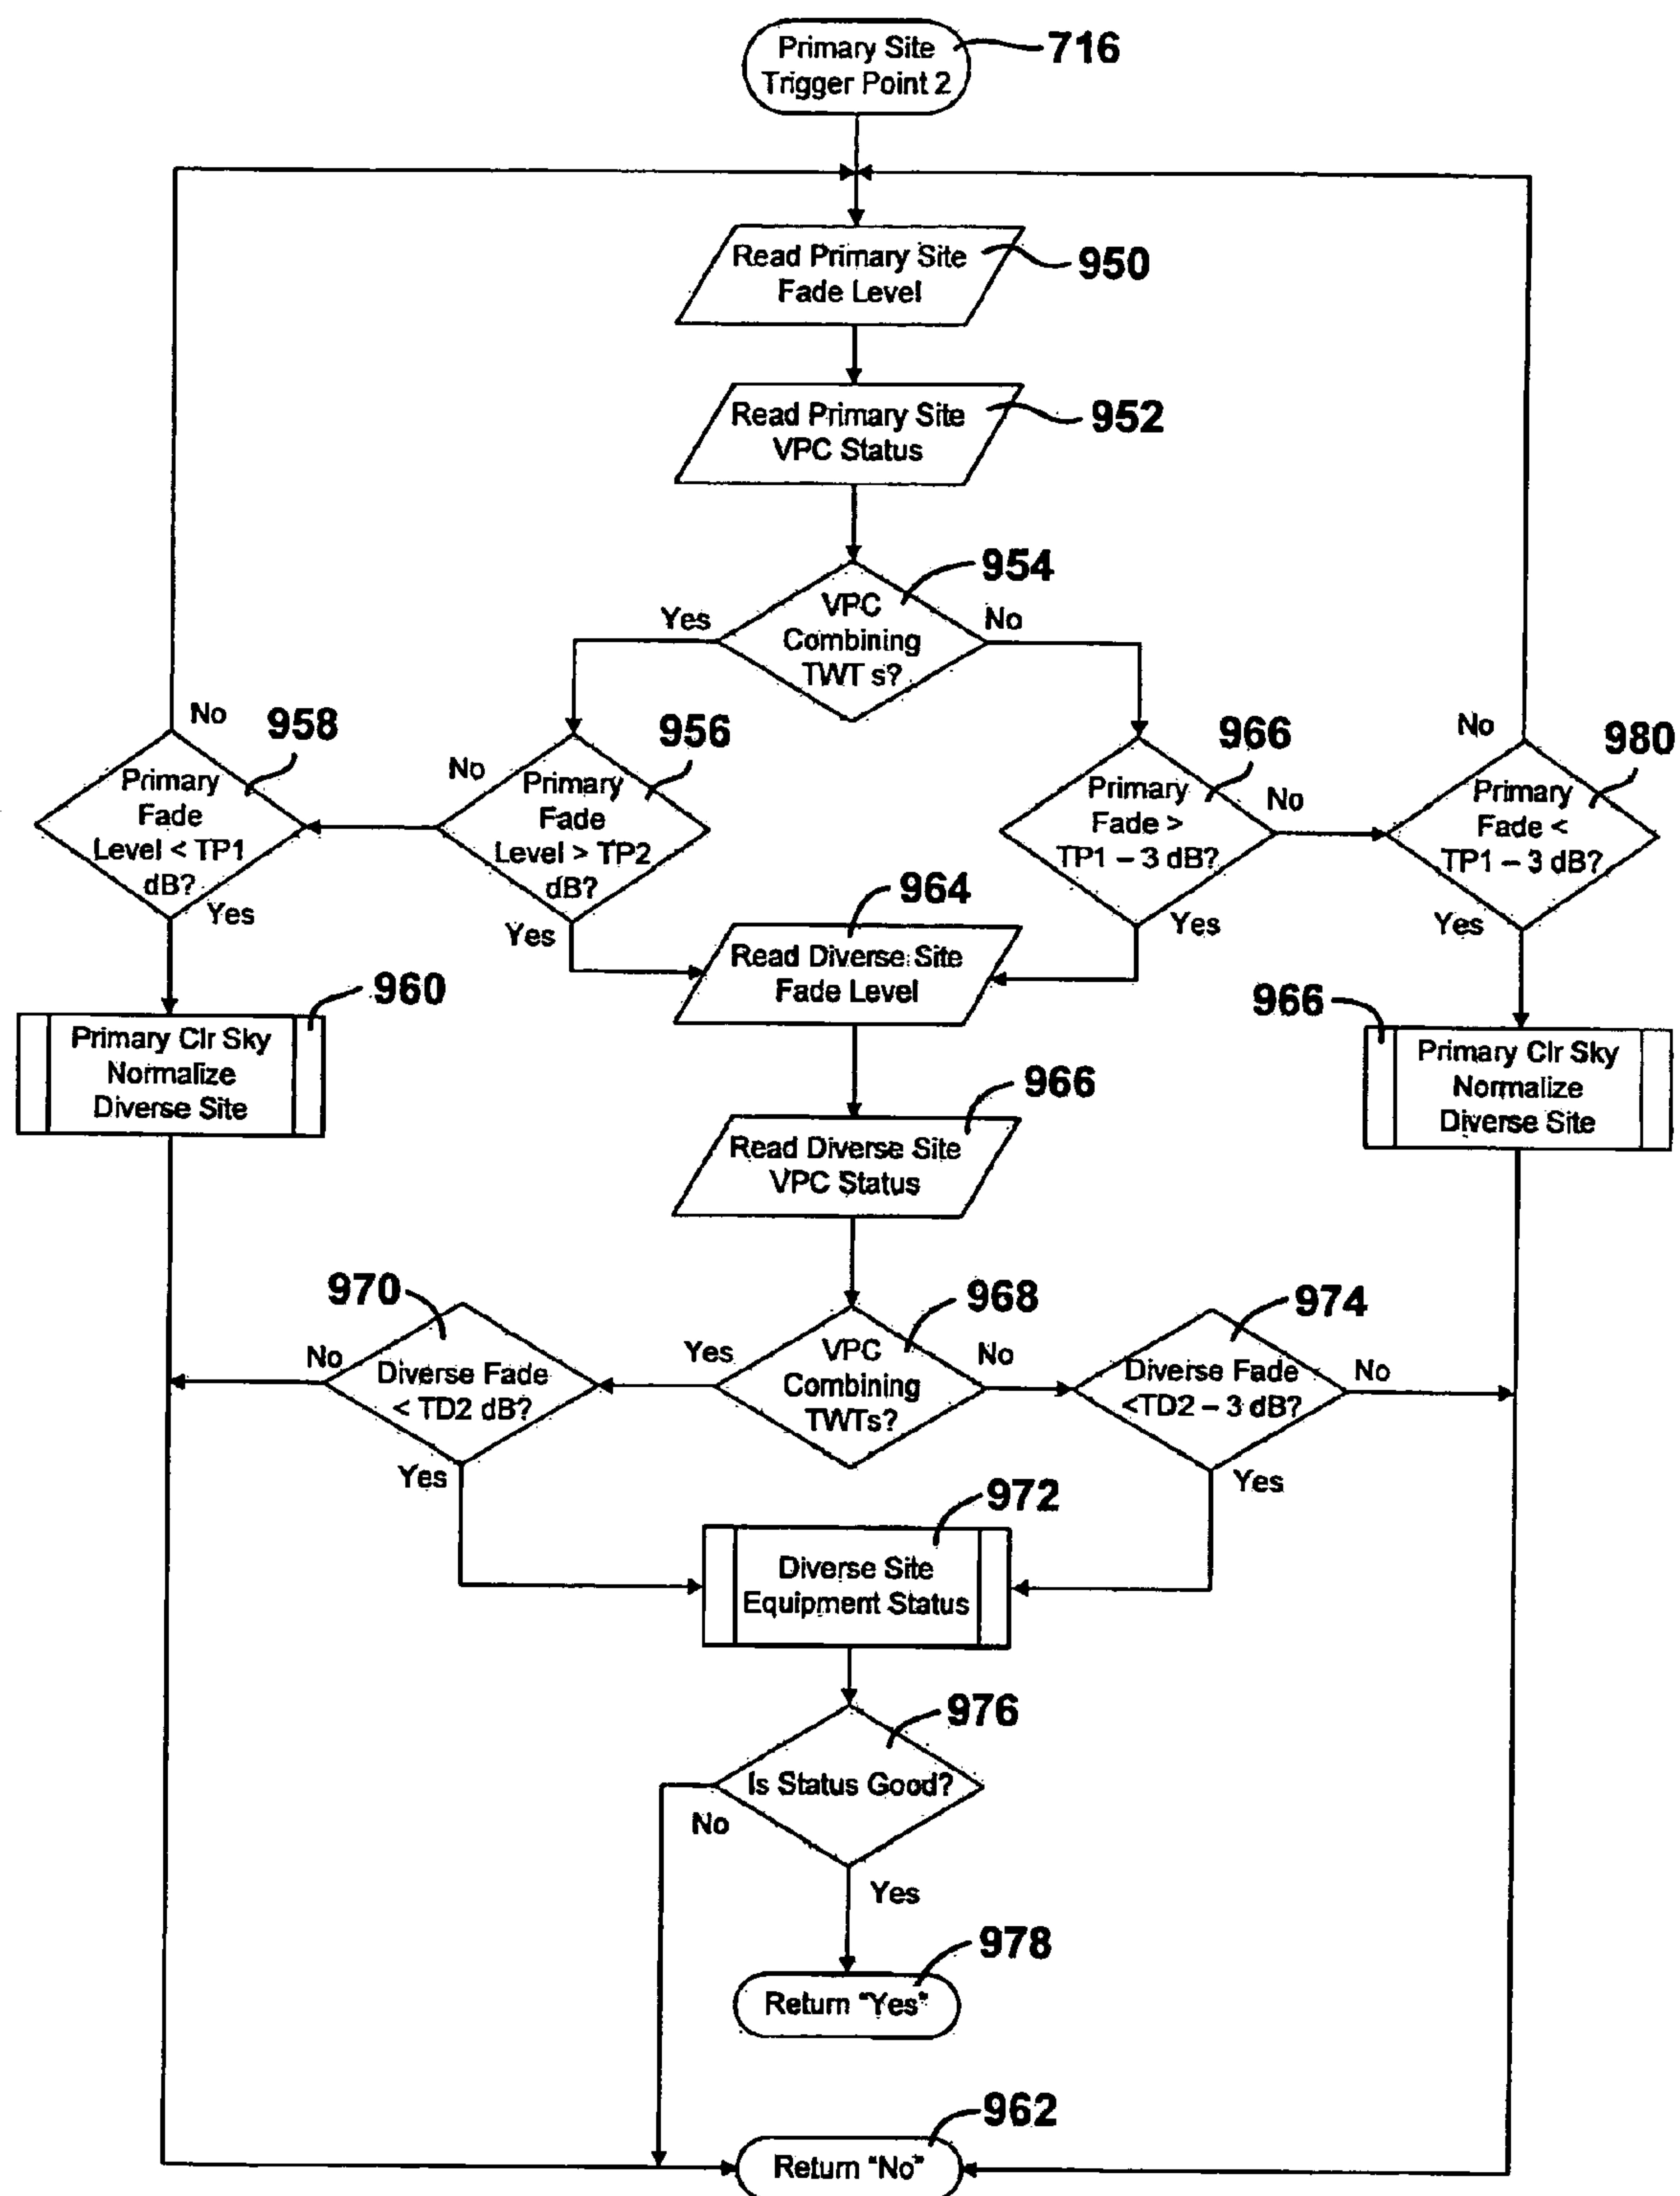 Primary Site
Trigger Point 2
716
Read Primary Site
Fade Level
950
Read Primary Site
VPC Status
952
954
VPC
Combining
TWT s?
Yes
No
No
958
Primary
Fade
Level < TP1
dB?
Yes
956
No
Primary
Fade
Level > TP2
dB?
Yes
966
Primary
Fade >
TP1 – 3 dB?
No
Yes
No
980
Primary
Fade <
TP1 – 3 dB?
Yes
964
Read Diverse Site
Fade Level
960
Primary Clr Sky
Normalize
Diverse Site
966
Primary Clr Sky
Normalize
Diverse Site
966
Read Diverse Site
VPC Status
970
No
Diverse Fade
< TD2 dB?
Yes
968
Yes
VPC
Combining
TWTs?
No
974
Diverse Fade
<TD2 – 3 dB?
No
Yes
972
Diverse Site
Equipment Status
976
Is Status Good?
No
Yes
978
Return "Yes"
962
Return "No"